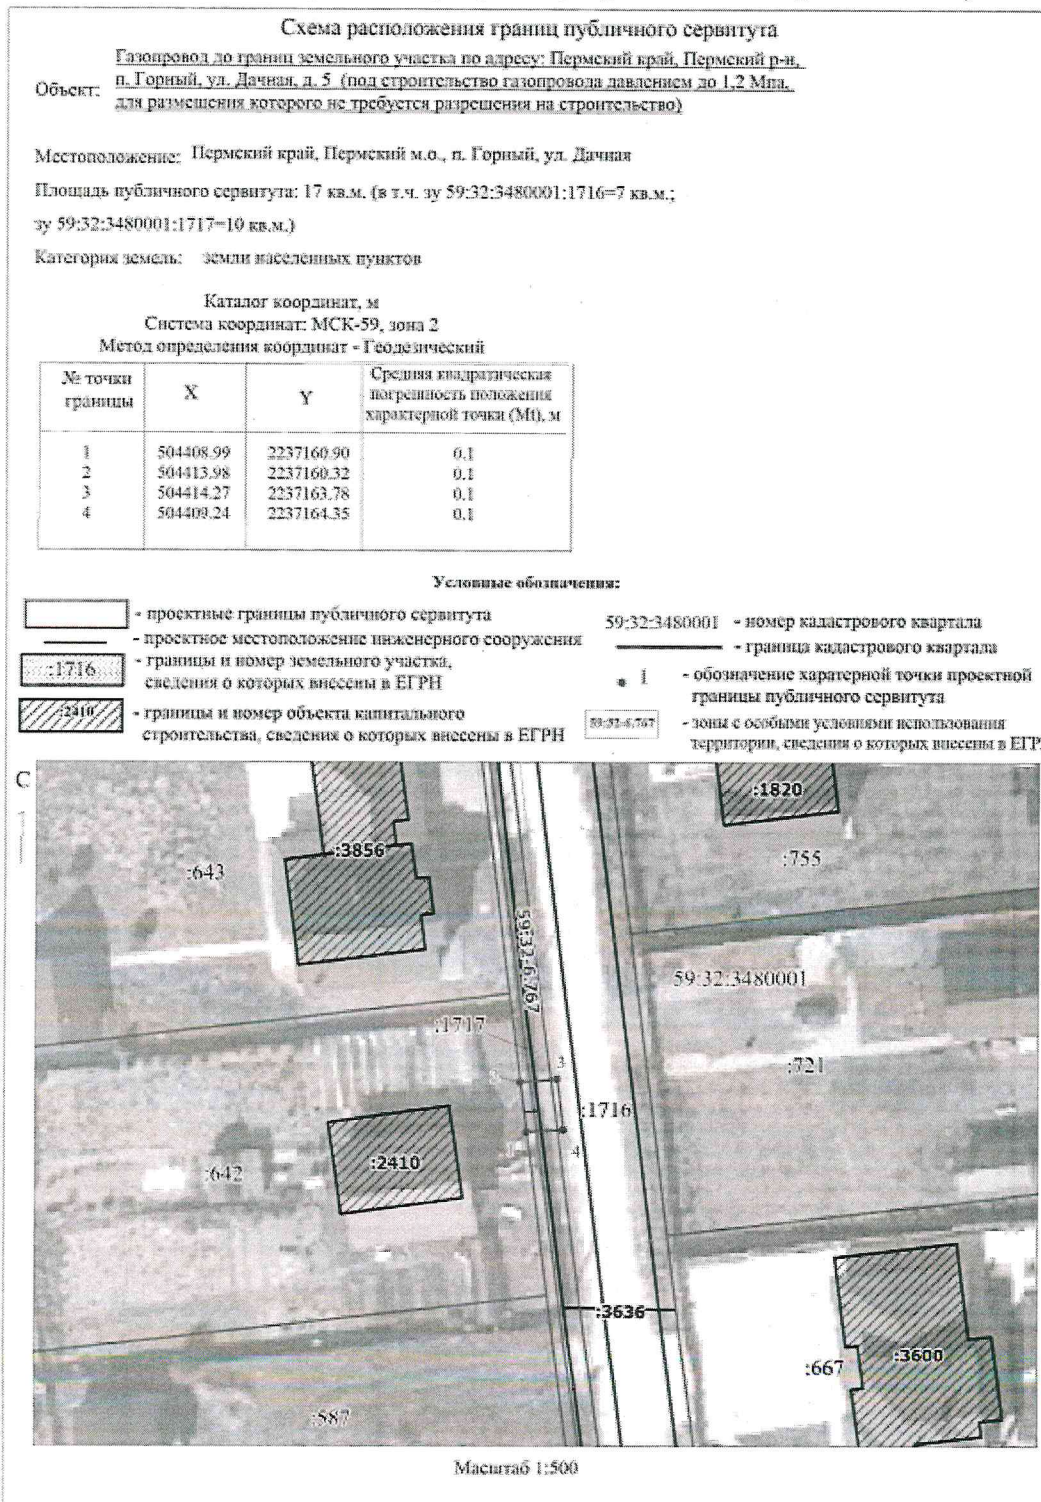 Схема расположения границ публичного сервитута
Газопровод до границ земельного участка по адресу: Пермский край, Пермский р-н,
Объект: п. Горный, ул. Дачная, д. 5 (под строительство газопровода давлением до 1,2 Мпа,
для размещения которого не требуется разрешения на строительство)
Местоположение: Пермский край, Пермский м.о., п. Горный, ул. Дачная
Площадь публичного сервитута: 17 кв.м. (в т.ч. зу 59:32:3480001:1716=7 кв.м.;
зу 59:32:3480001:1717=10 кв.м.)
Категория земель: земли населенных пунктов
Каталог координат, м
Система координат: МСК-59, зона 2
Метод определения координат - Геодезический
№ точки границы X Y Средняя квадратическая погрешность положения характерной точки (Mt), м
1 504408.99 2237160.90 0.1
2 504413.98 2237160.32 0.1
3 504414.27 2237163.78 0.1
4 504409.24 2237164.35 0.1
Условные обозначения:
- проектные границы публичного сервитута
- проектное местоположение инженерного сооружения
:1716 - границы и номер земельного участка,
сведения о которых внесены в ЕГРН
:2410 - границы и номер объекта капитального
строительства, сведения о которых внесены в ЕГРН
59:32:3480001 - номер кадастрового квартала
- граница кадастрового квартала
1 - обозначение харатерной точки проектной
границы публичного сервитута
59:32-6.767 - зоны с особыми условиями использования
территории, сведения о которых внесены в ЕГР
С
:1820
:3856
:755
:643
59:32-6.767
59:32:3480001
:1717
3
:721
:1716
4
:2410
:642
:3636
:3600
:667
:587
Масштаб 1:500